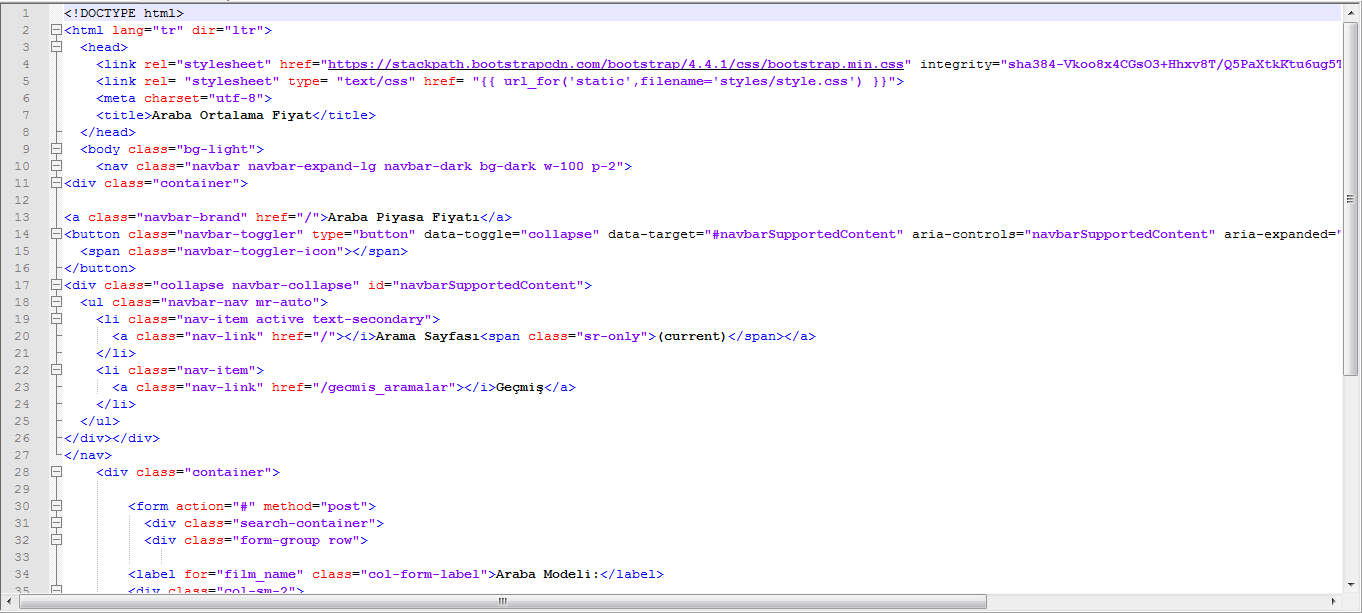 1 <!DOCTYPE html>
2 <html lang="tr" dir="ltr">
3 <head>
4 <link rel="stylesheet" href="https://stackpath.bootstrapcdn.com/bootstrap/4.4.1/css/bootstrap.min.css" integrity="sha384-Vkoo8x4CGsO3+Hhxv8T/Q5PaXtkKtu6ug5T
5 <link rel= "stylesheet" type= "text/css" href= "{{ url_for('static',filename='styles/style.css') }}">
6 <meta charset="utf-8">
7 <title>Araba Ortalama Fiyat</title>
8 </head>
9 <body class="bg-light">
10 <nav class="navbar navbar-expand-lg navbar-dark bg-dark w-100 p-2">
11 <div class="container">
12
13 <a class="navbar-brand" href="/">Araba Piyasa Fiyatı</a>
14 <button class="navbar-toggler" type="button" data-toggle="collapse" data-target="#navbarSupportedContent" aria-controls="navbarSupportedContent" aria-expanded="
15 <span class="navbar-toggler-icon"></span>
16 </button>
17 <div class="collapse navbar-collapse" id="navbarSupportedContent">
18 <ul class="navbar-nav mr-auto">
19 <li class="nav-item active text-secondary">
20 <a class="nav-link" href="/"></i>Arama Sayfası<span class="sr-only">(current)</span></a>
21 </li>
22 <li class="nav-item">
23 <a class="nav-link" href="/gecmis_aramalar"></i>Geçmiş</a>
24 </li>
25 </ul>
26 </div></div>
27 </nav>
28 <div class="container">
29
30 <form action="#" method="post">
31 <div class="search-container">
32 <div class="form-group row">
33
34 <label for="film_name" class="col-form-label">Araba Modeli:</label>
35 <div class="col-sm-2">